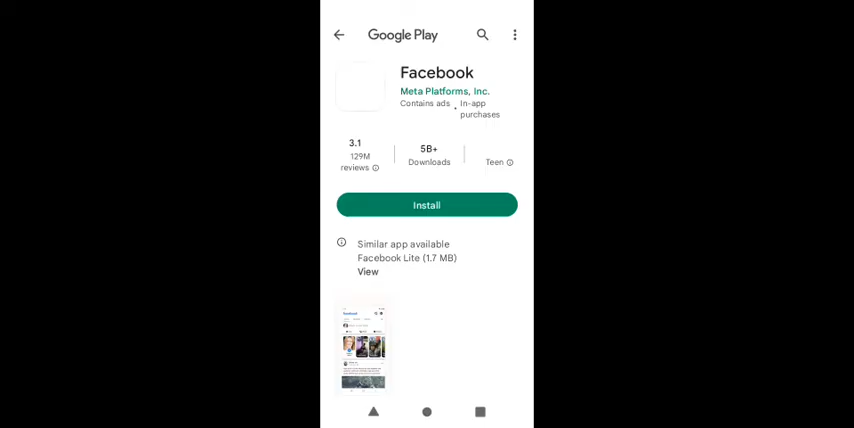 Google Play
Facebook
Meta Platforms, Inc.
Contains ads • In-app
purchases
3.1
129M
reviews
5B+
Downloads
Teen
Install
Similar app available
Facebook Lite (1.7 MB)
View
facebook